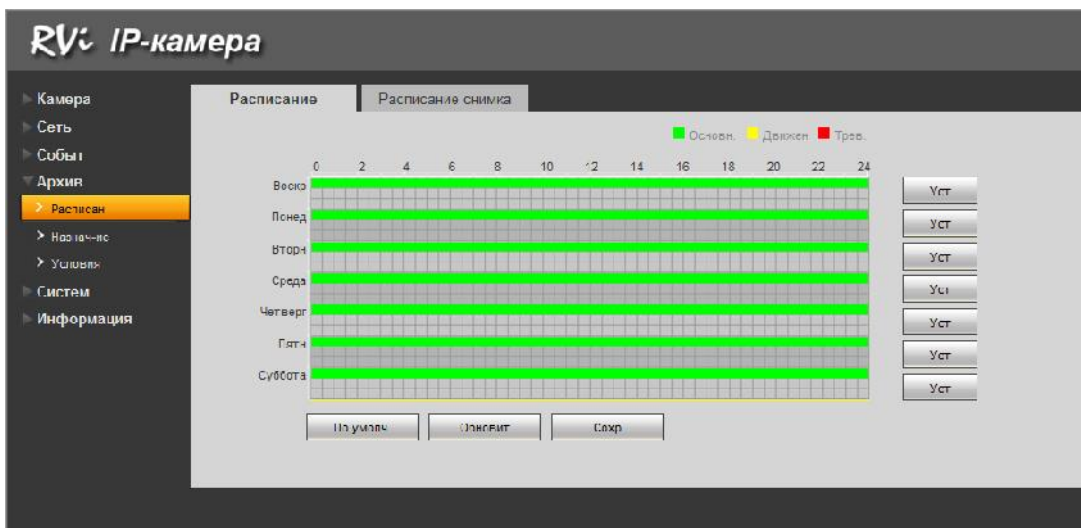 RVi IP-камера
Камера
Сеть
Событ
Архив
Расписан
Условия
Систем
Информация
Расписание
Расписание снимка
Основн. Движен Трев.
0 2 4 6 8 10 12 14 16 18 20 22 24
Воскр Уст
Понед Уст
Вторн Уст
Среда Уст
Четверг Уст
Пятн Уст
Суббота Уст
По умолч Обновит Сохр